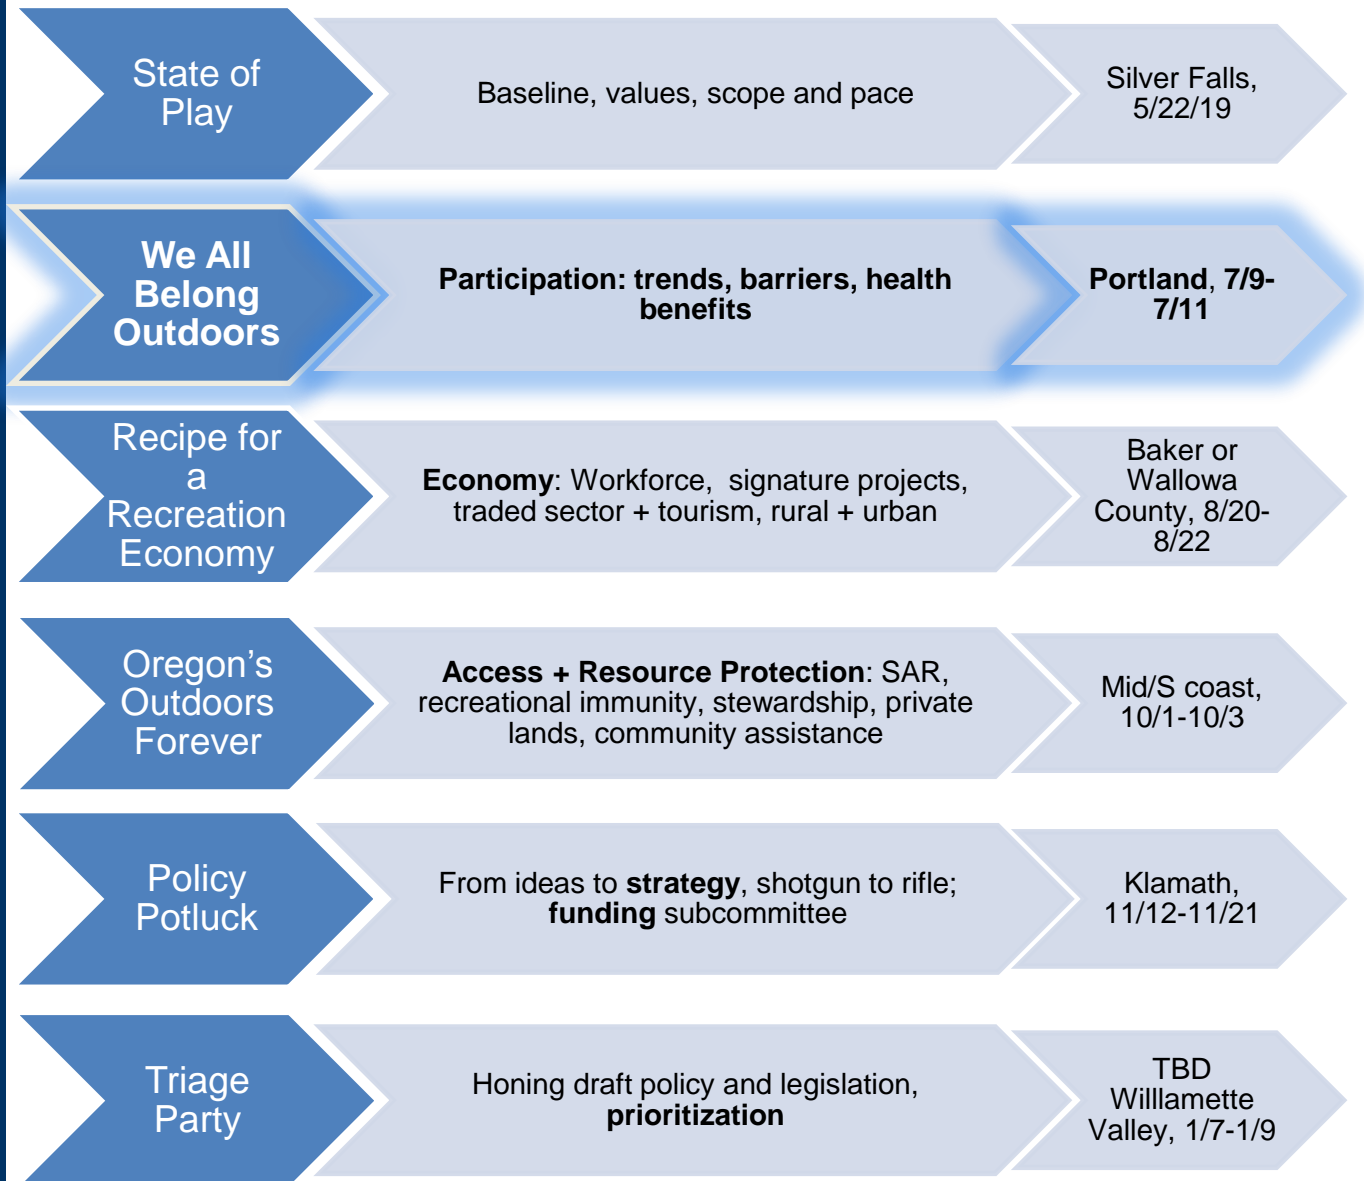 State of
Play
Baseline, values, scope and pace
Silver Falls,
5/22/19
We All
Belong
Outdoors
Participation: trends, barriers, health
benefits
Portland, 7/9-
7/11
Recipe for
a
Recreation
Economy
Economy: Workforce, signature projects,
traded sector + tourism, rural + urban
Baker or
Wallowa
County, 8/20-
8/22
Oregon’s
Outdoors
Forever
Access + Resource Protection: SAR,
recreational immunity, stewardship, private
lands, community assistance
Mid/S coast,
10/1-10/3
Policy
Potluck
From ideas to strategy, shotgun to rifle;
funding subcommittee
Klamath,
11/12-11/21
Triage
Party
Honing draft policy and legislation,
prioritization
TBD
Willlamette
Valley, 1/7-1/9